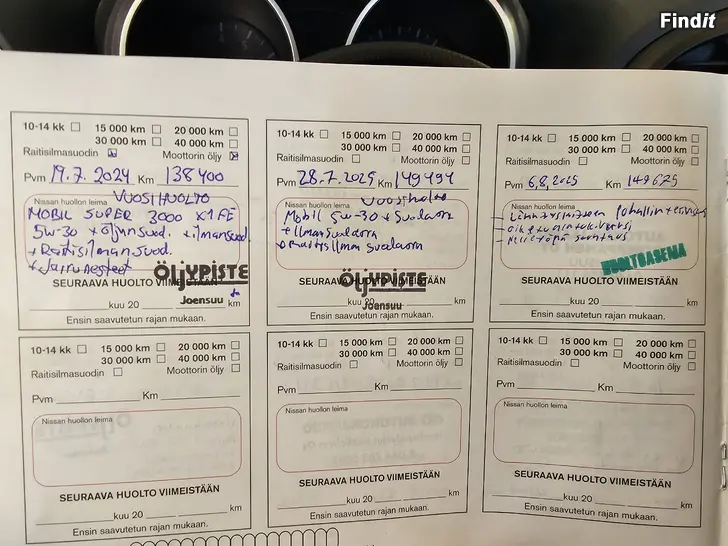 Findit
10-14 kk 15 000 km 20 000 km
30 000 km 40 000 km
Raitisilmasuodin Moottorin öljy
Pvm 19.7.2024 Km 138400
Nissan huollon leima
VUOSIHUOLTO
MOBIL SUPER 3000 X1 FE
5W-30 + öljynsuod. + ilmansuod.
+ Raitisilmansuod.
+ Jarrunesteet
ÖLJYPISTE
Joensuu
SEURAAVA HUOLTO VIIMEISTÄÄN
kuu 20 km
Ensin saavutetun rajan mukaan.
10-14 kk 15 000 km 20 000 km
30 000 km 40 000 km
Raitisilmasuodin Moottorin öljy
Pvm 28.7.2025 Km 149494
Nissan huollon leima
Vuosihuolto
Mobil 5w-30 + Suodatin
+ Ilmansuodatin
+ Raitisilman Suodatin
ÖLJYPISTE
Joensuu
SEURAAVA HUOLTO VIIMEISTÄÄN
kuu 20 km
Ensin saavutetun rajan mukaan.
10-14 kk 15 000 km 20 000 km
30 000 km 40 000 km
Raitisilmasuodin Moottorin öljy
Pvm 6.8.2025 Km 149675
Nissan huollon leima
HUOLTOASEMA
SEURAAVA HUOLTO VIIMEISTÄÄN
kuu 20 km
Ensin saavutetun rajan mukaan.
10-14 kk 15 000 km 20 000 km
30 000 km 40 000 km
Raitisilmasuodin Moottorin öljy
Pvm Km
Nissan huollon leima
SEURAAVA HUOLTO VIIMEISTÄÄN
kuu 20 km
Ensin saavutetun rajan mukaan.
10-14 kk 15 000 km 20 000 km
30 000 km 40 000 km
Raitisilmasuodin Moottorin öljy
Pvm Km
Nissan huollon leima
SEURAAVA HUOLTO VIIMEISTÄÄN
kuu 20 km
Ensin saavutetun rajan mukaan.
10-14 kk 15 000 km 20 000 km
30 000 km 40 000 km
Raitisilmasuodin Moottorin öljy
Pvm Km
Nissan huollon leima
SEURAAVA HUOLTO VIIMEISTÄÄN
kuu 20 km
Ensin saavutetun rajan mukaan.